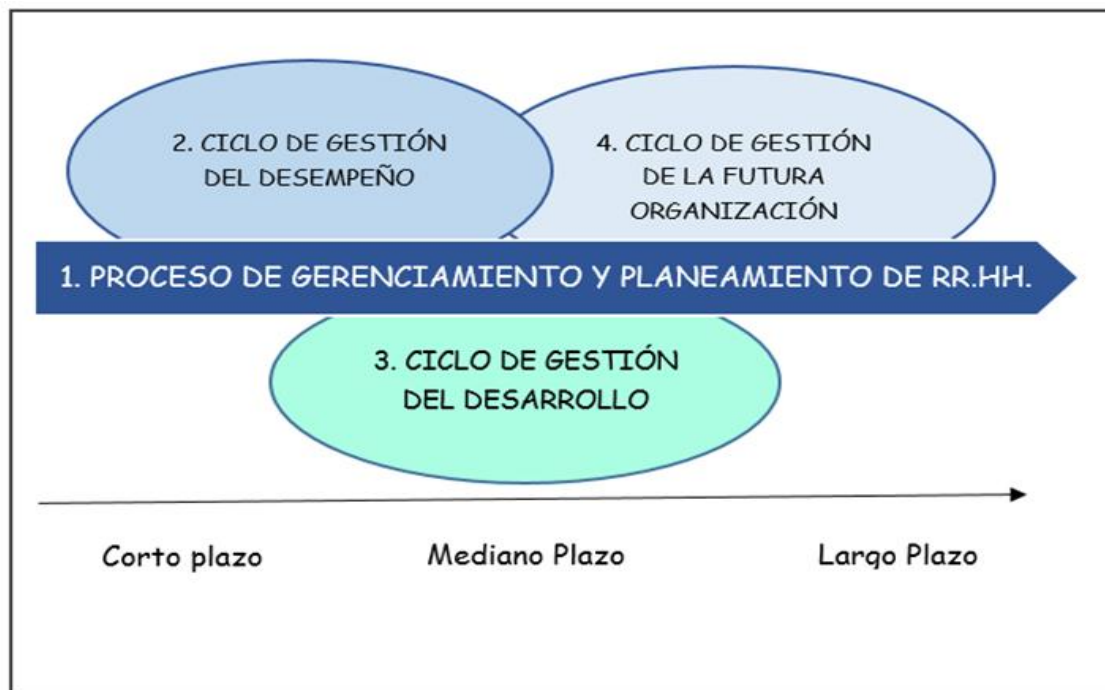 2. CICLO DE GESTIÓN
DEL DESEMPEÑO
4. CICLO DE GESTIÓN
DE LA FUTURA
ORGANIZACIÓN
1. PROCESO DE GERENCIAMIENTO Y PLANEAMIENTO DE RR.HH.
3. CICLO DE GESTIÓN
DEL DESARROLLO
Corto plazo
Mediano Plazo
Largo Plazo